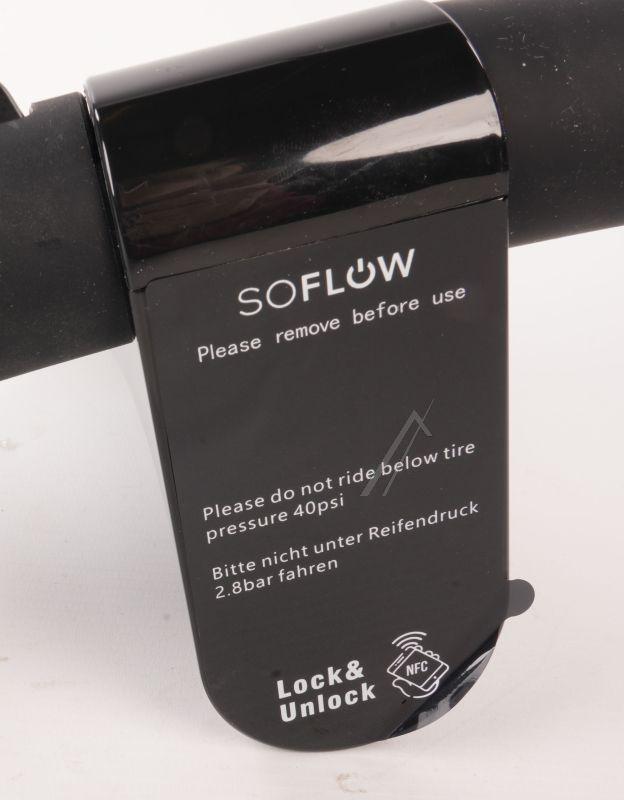 SOFLOW
Please remove before use
Please do not ride below tire
pressure 40psi
Bitte nicht unter Reifendruck
2.8bar fahren
Lock&
Unlock
NFC